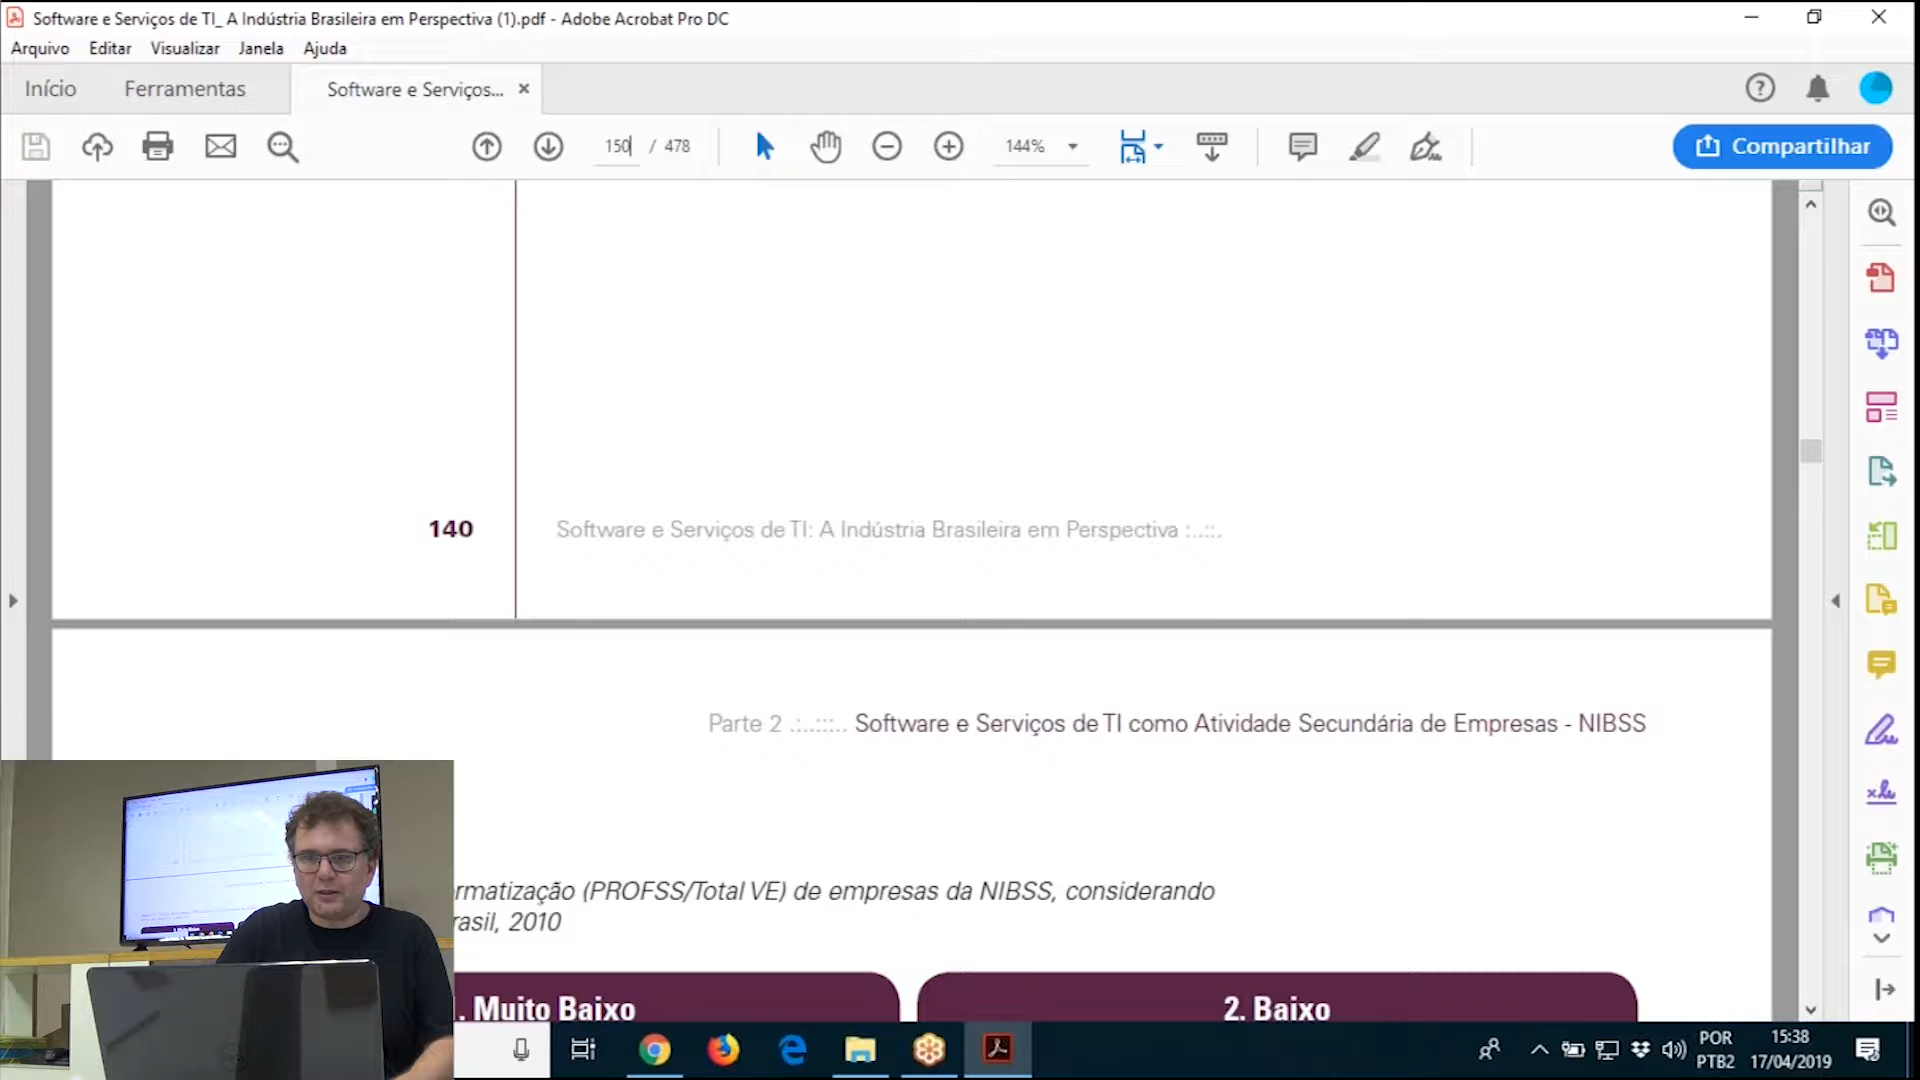 Software e Serviços de TI_ A Indústria Brasileira em Perspectiva (1).pdf - Adobe Acrobat Pro DC
Arquivo Editar Visualizar Janela Ajuda
Início Ferramentas Software e Serviços...
150 / 478 144% Compartilhar
140 Software e Serviços de TI: A Indústria Brasileira em Perspectiva :..::.
Parte 2 .:..:::.. Software e Serviços de TI como Atividade Secundária de Empresas - NIBSS
rmatização (PROFSS/Total VE) de empresas da NIBSS, considerando
rasil, 2010
1. Muito Baixo 2. Baixo
POR 15:38
PTB2 17/04/2019